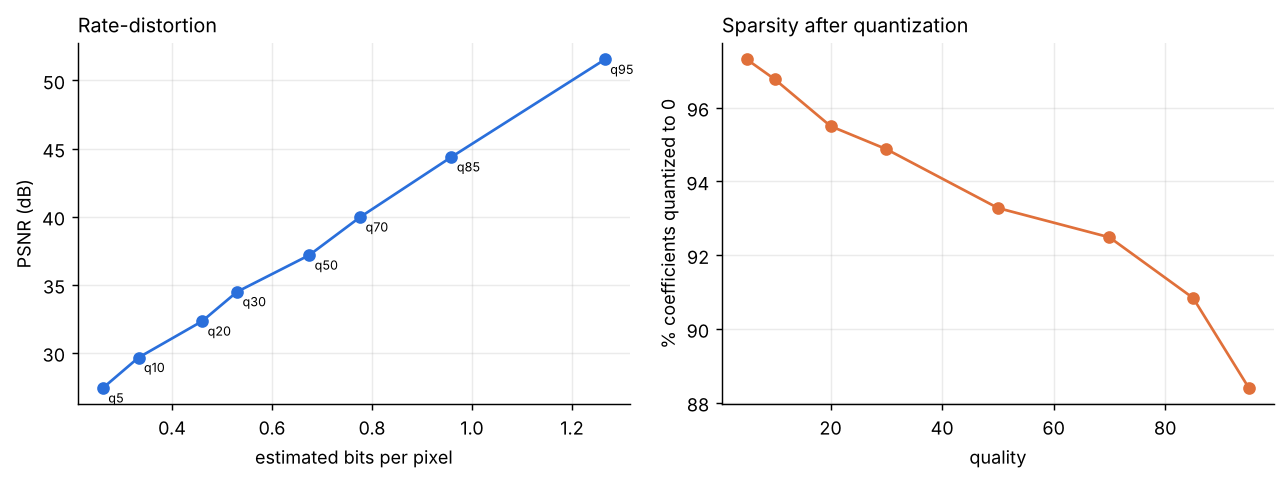 Rate-distortion
PSNR (dB)
50
45
40
35
30
q5
q10
q20
q30
q50
q70
q85
q95
0.4 0.6 0.8 1.0 1.2
estimated bits per pixel
Sparsity after quantization
% coefficients quantized to 0
96
94
92
90
88
20 40 60 80
quality